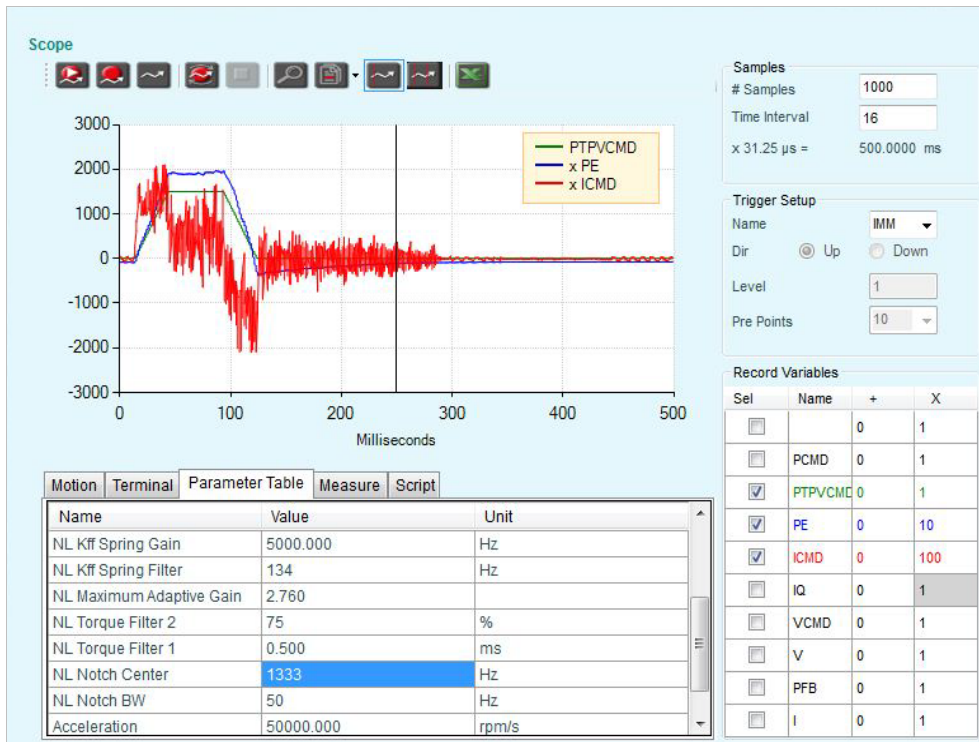 Scope
3000
2000
1000
0
-1000
-2000
-3000
PTPVCMD
x PE
x ICMD
0 100 200 300 400 500
Milliseconds
Samples
# Samples 1000
Time Interval 16
x 31.25 µs = 500.0000 ms
Trigger Setup
Name IMM
Dir Up Down
Level 1
Pre Points 10
Record Variables
Sel Name + X
0 1
PCMD 0 1
PTPVCMD 0 1
PE 0 10
ICMD 0 100
IQ 0 1
VCMD 0 1
V 0 1
PFB 0 1
I 0 1
Motion Terminal Parameter Table Measure Script
Name Value Unit
NL Kff Spring Gain 5000.000 Hz
NL Kff Spring Filter 134 Hz
NL Maximum Adaptive Gain 2.760
NL Torque Filter 2 75 %
NL Torque Filter 1 0.500 ms
NL Notch Center 1333 Hz
NL Notch BW 50 Hz
Acceleration 50000.000 rpm/s